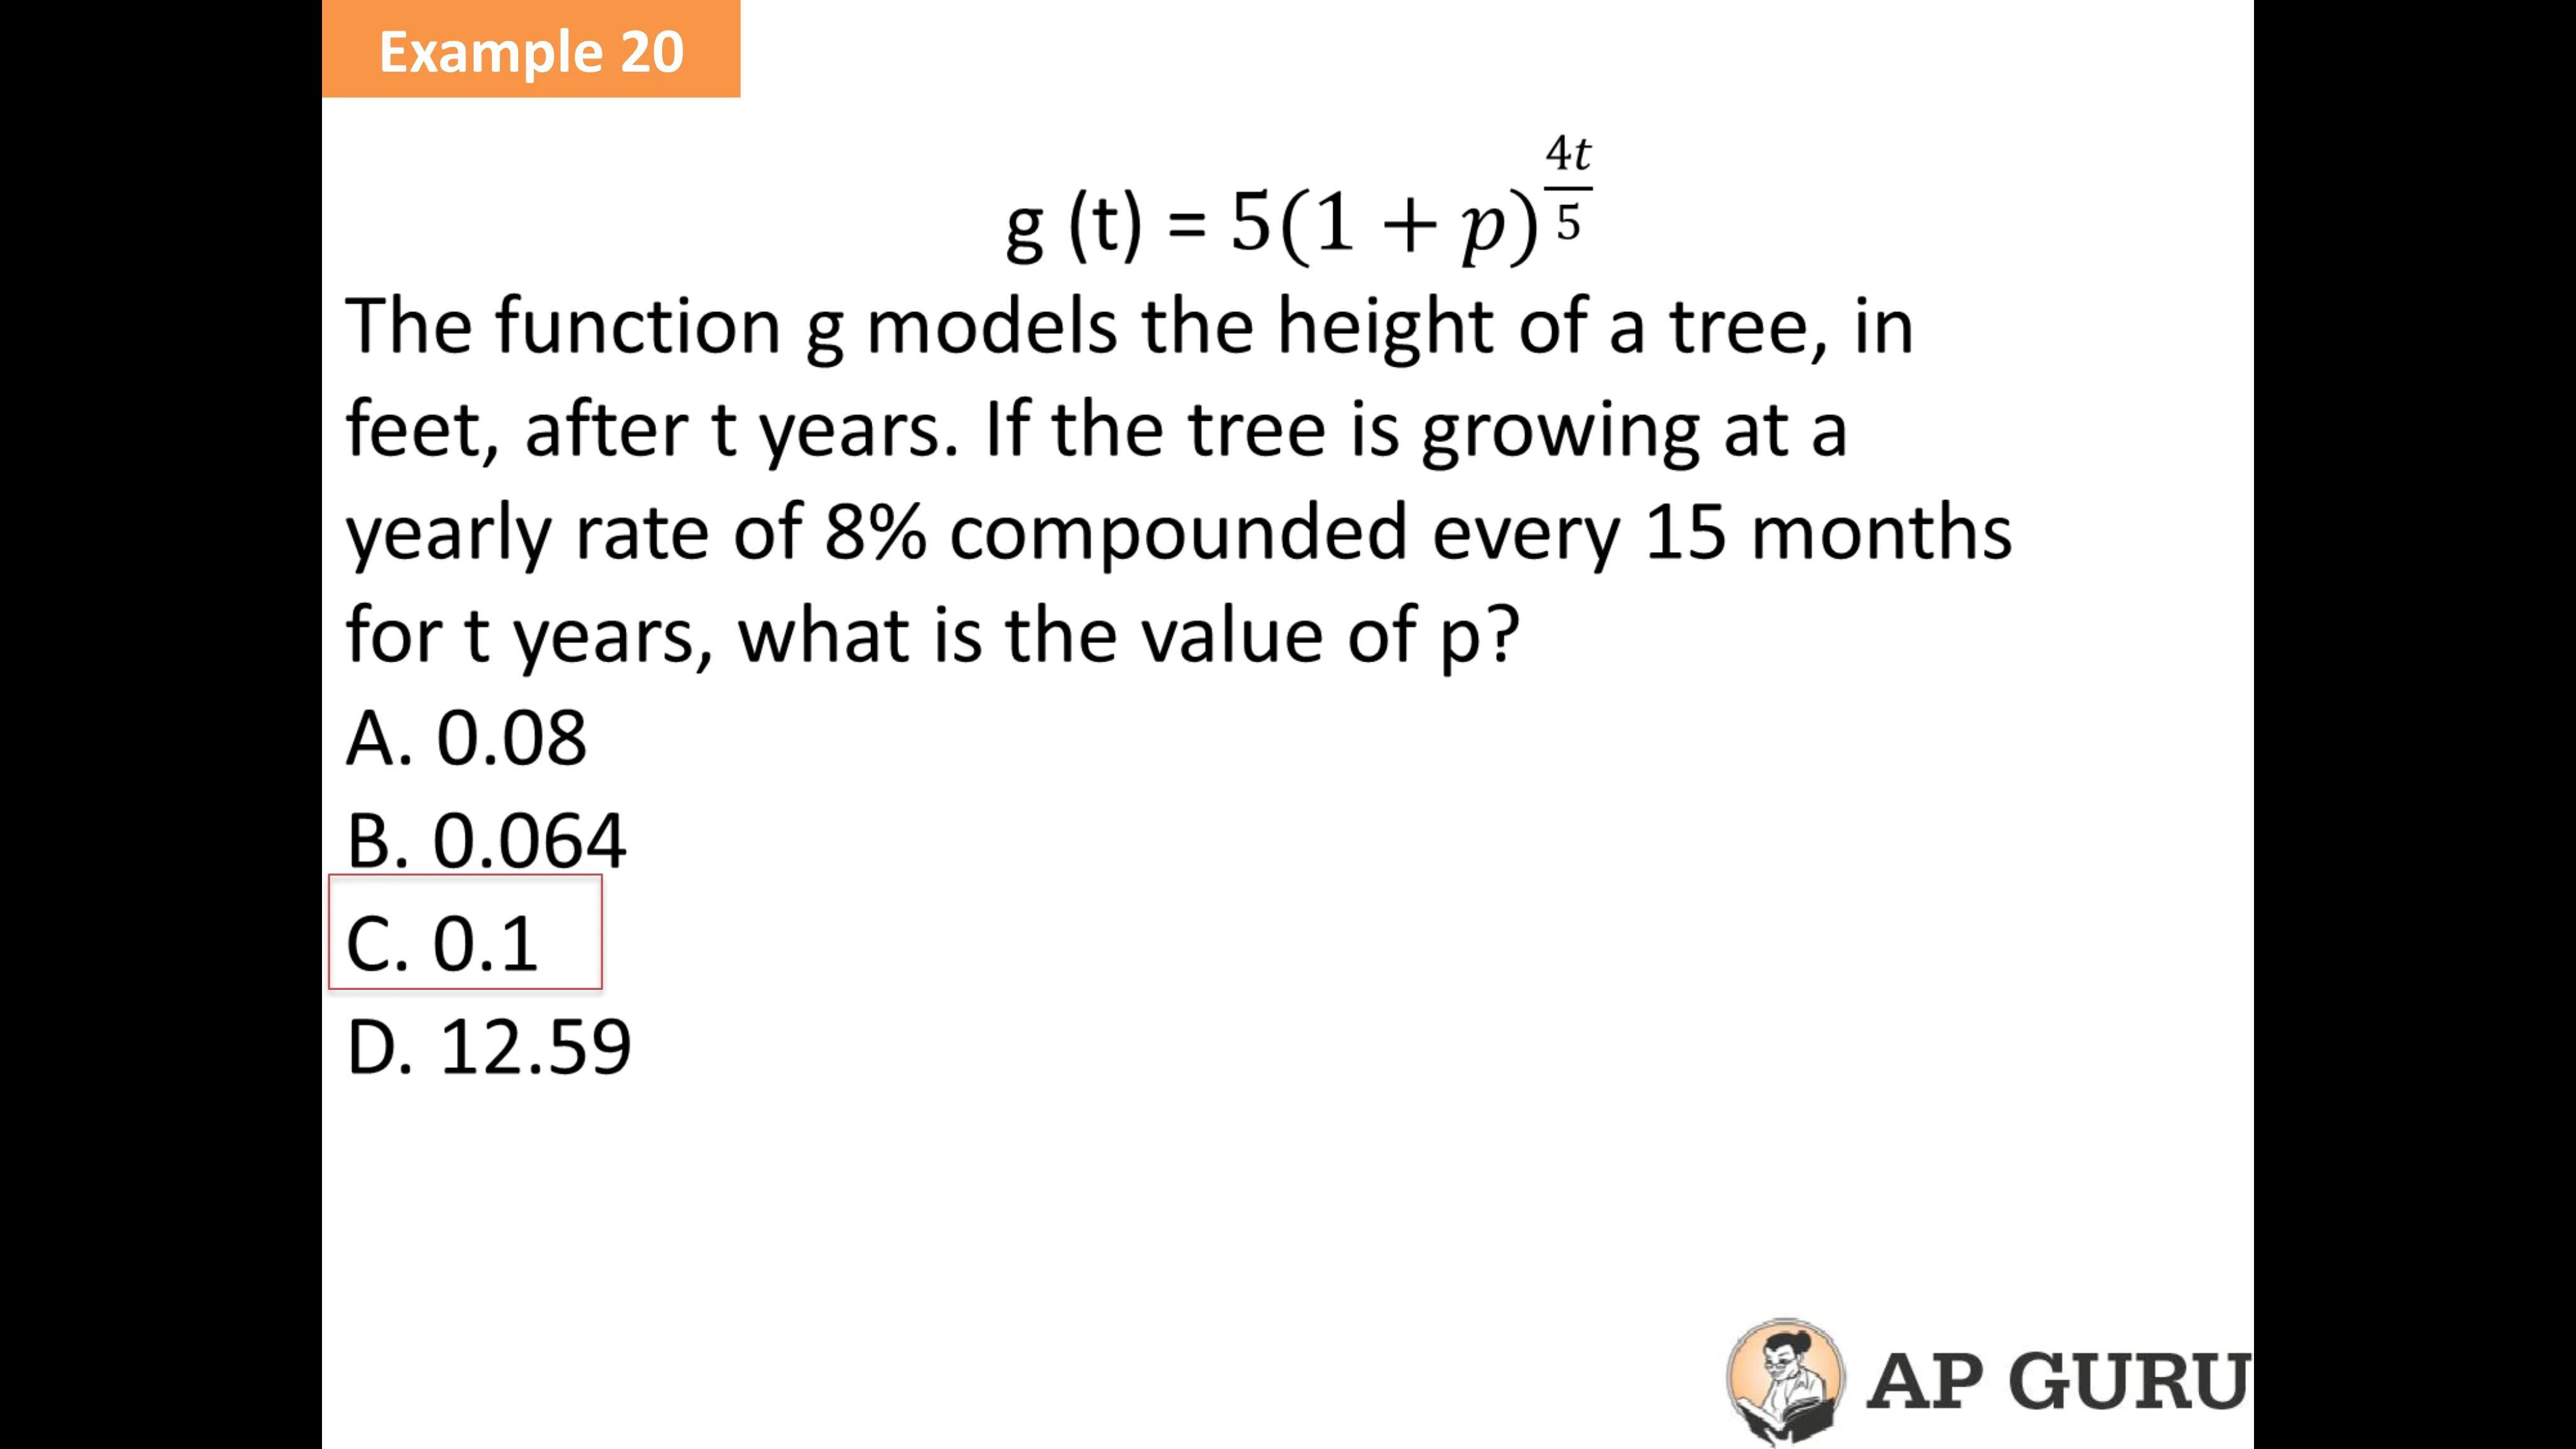 Example 20
g (t) = 5(1 + p)^{\frac{4t}{5}}
The function g models the height of a tree, in
feet, after t years. If the tree is growing at a
yearly rate of 8% compounded every 15 months
for t years, what is the value of p?
A. 0.08
B. 0.064
C. 0.1
D. 12.59
AP GURU